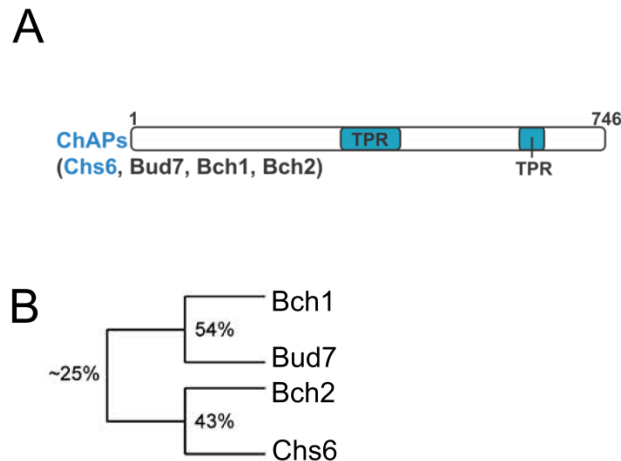 A
1 746
ChAPs TPR
(Chs6, Bud7, Bch1, Bch2) TPR
B
Bch1
54%
Bud7
~25%
Bch2
43%
Chs6